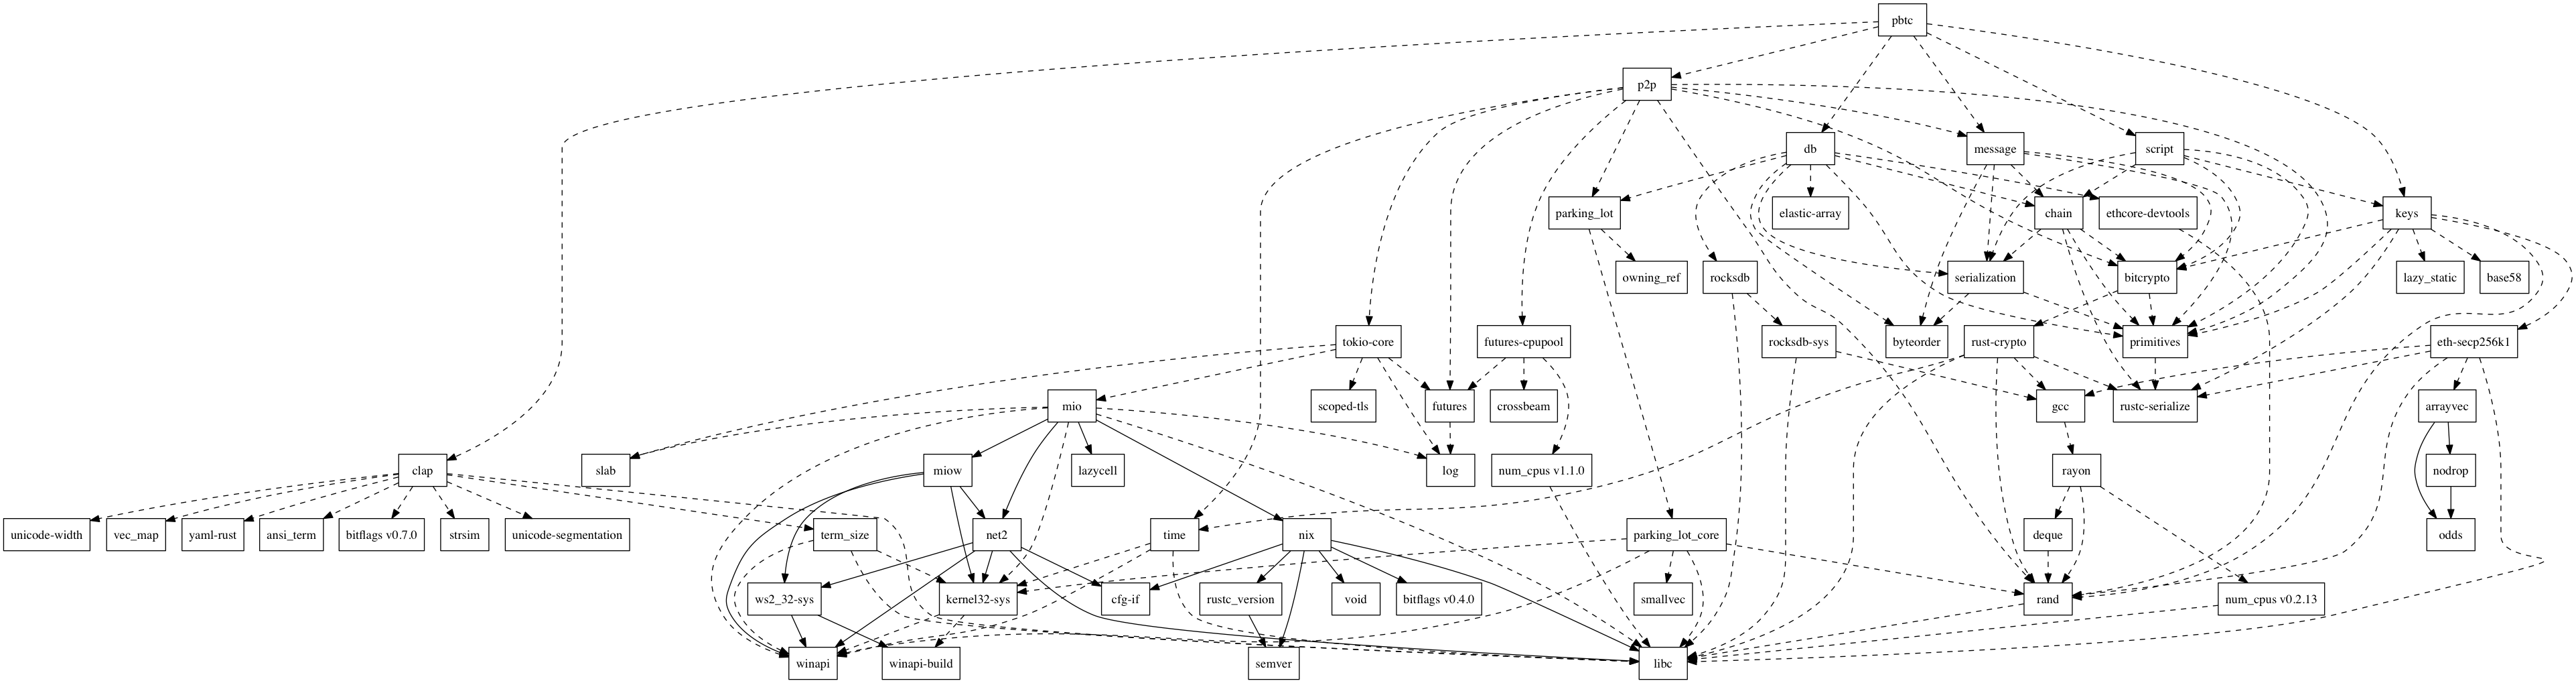 pbtc
p2p
db
message
script
parking_lot
elastic-array
chain
ethcore-devtools
keys
owning_ref
rocksdb
serialization
bitcrypto
lazy_static
base58
tokio-core
futures-cpupool
rocksdb-sys
byteorder
rust-crypto
primitives
eth-secp256k1
mio
scoped-tls
futures
crossbeam
gcc
rustc-serialize
arrayvec
clap
slab
miow
lazycell
log
num_cpus v1.1.0
rayon
nodrop
unicode-width
vec_map
yaml-rust
ansi_term
bitflags v0.7.0
strsim
unicode-segmentation
term_size
net2
time
nix
parking_lot_core
deque
odds
ws2_32-sys
kernel32-sys
cfg-if
rustc_version
void
bitflags v0.4.0
smallvec
rand
num_cpus v0.2.13
winapi
winapi-build
semver
libc